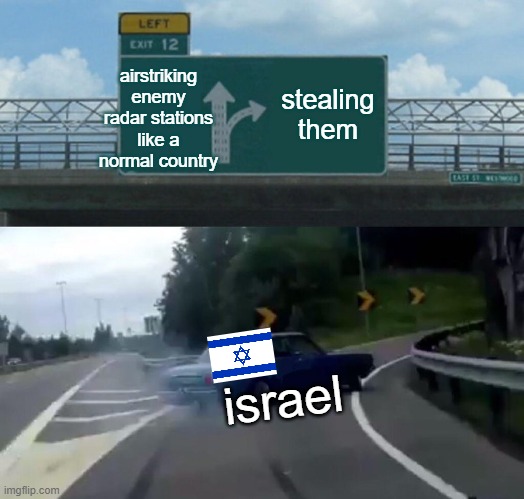 LEFT
EXIT 12
airstriking
enemy
radar stations
like a
normal country
stealing
them
israel
imgflip.com